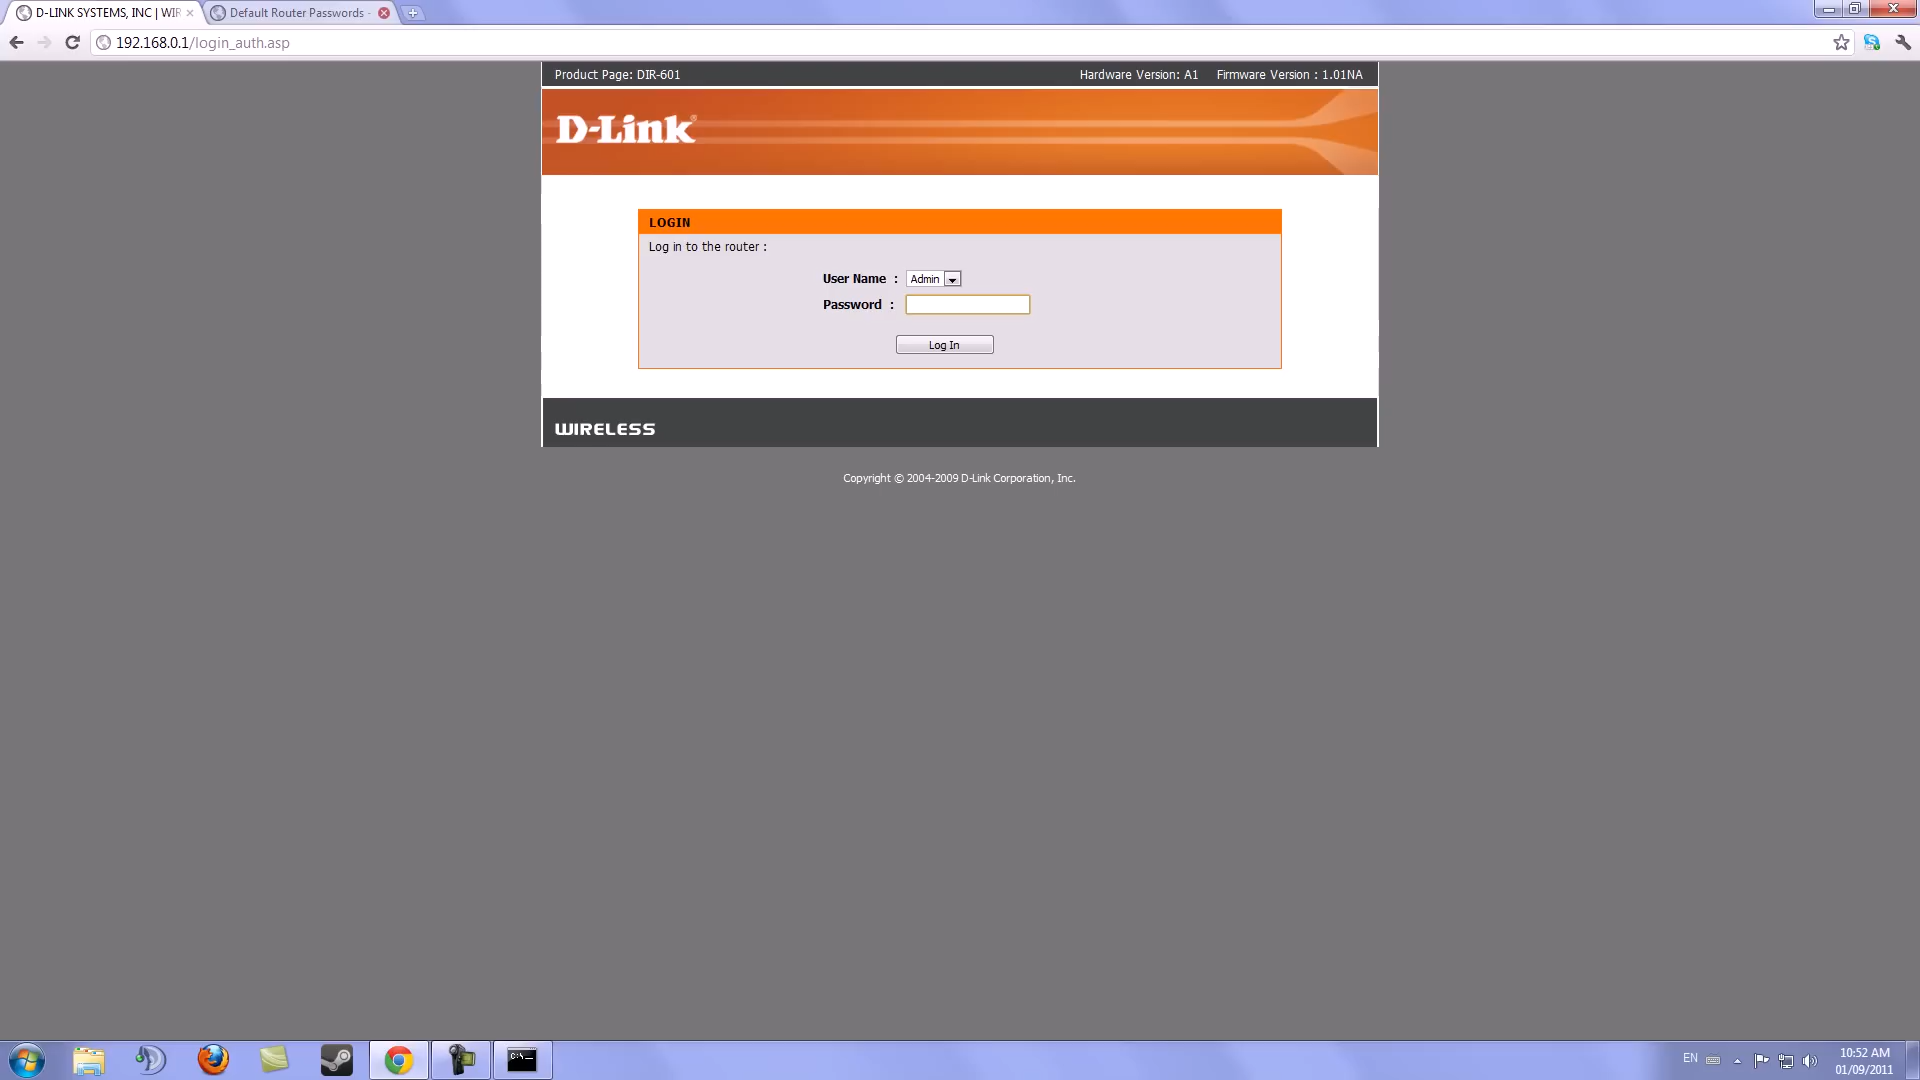 D-LINK SYSTEMS, INC | WIR
Default Router Passwords -
192.168.0.1/login_auth.asp
Product Page: DIR-601
Hardware Version: A1 Firmware Version : 1.01NA
D-Link®
LOGIN
Log in to the router :
User Name : Admin
Password :
Log In
WIRELESS
Copyright © 2004-2009 D-Link Corporation, Inc.
C:\._
EN
10:52 AM
01/09/2011